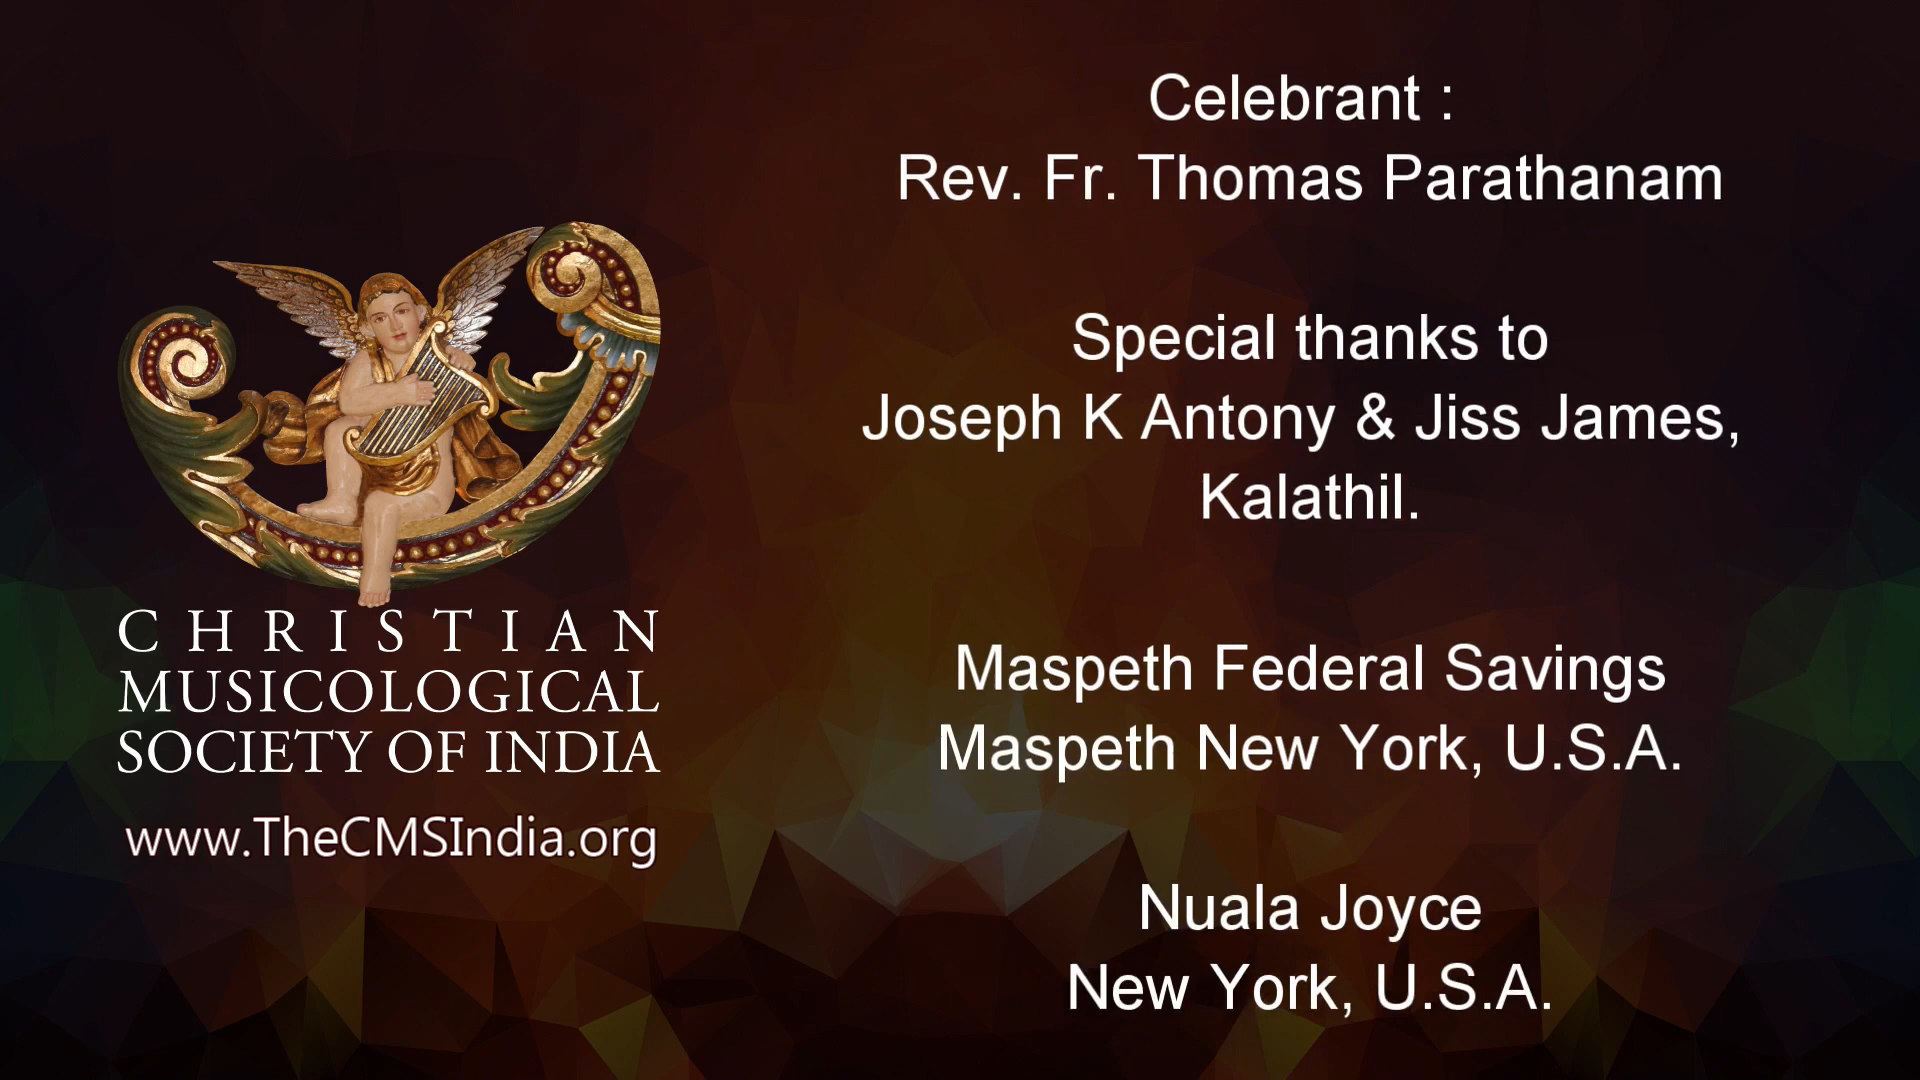 CHRISTIAN
MUSICOLOGICAL
SOCIETY OF INDIA
www.TheCMSIndia.org
Celebrant :
Rev. Fr. Thomas Parathanam
Special thanks to
Joseph K Antony & Jiss James,
Kalathil.
Maspeth Federal Savings
Maspeth New York, U.S.A.
Nuala Joyce
New York, U.S.A.